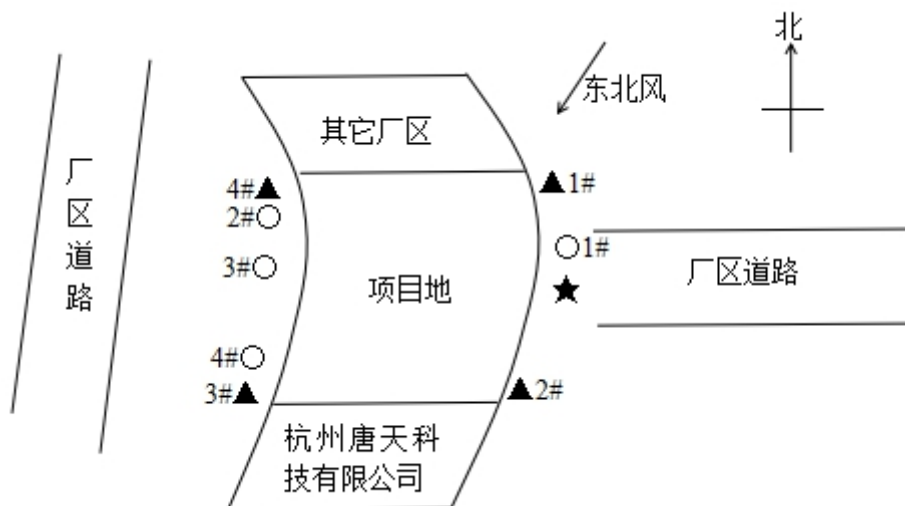 北
东北风
其它厂区
4#
1#
2#
1#
厂区道路
3#
项目地
厂区道路
4#
3#
2#
杭州唐天科
技有限公司